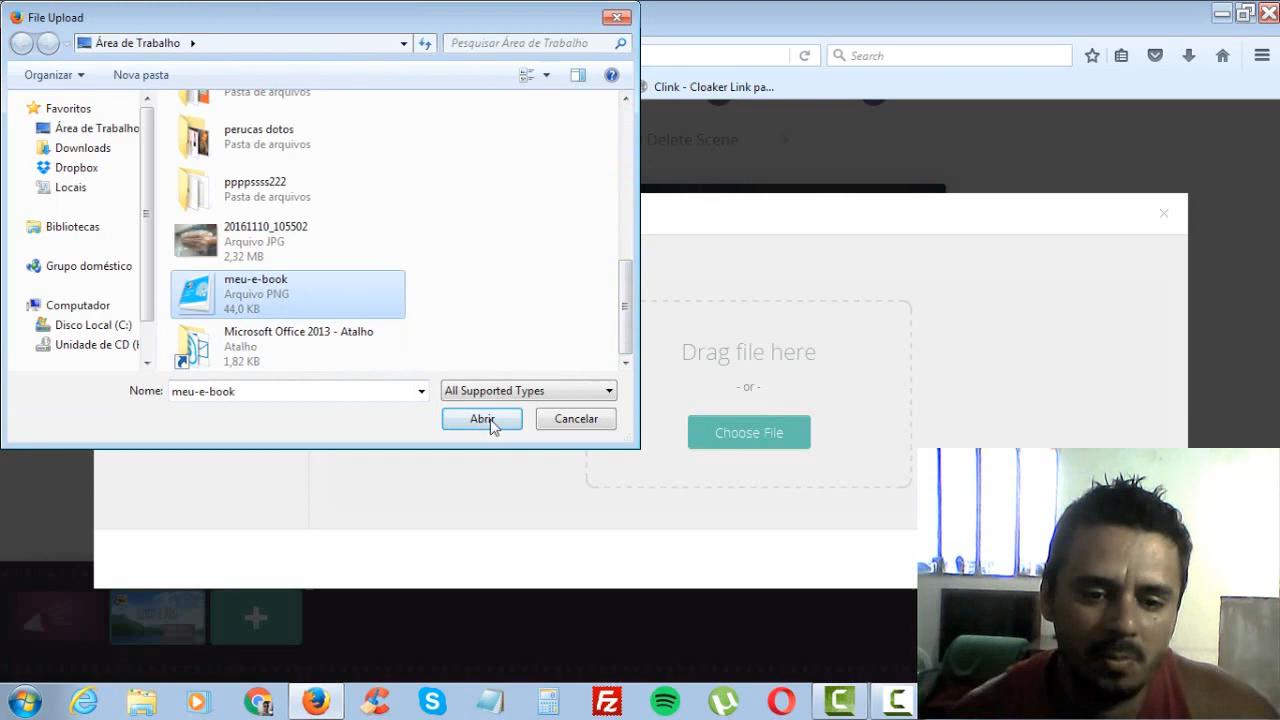 File Upload
Área de Trabalho
Pesquisar Área de Trabalho
Search
Organizar
Nova pasta
Clink - Cloaker Link pa...
Pasta de arquivos
Favoritos
Área de Trabalho
Downloads
Dropbox
Locais
Bibliotecas
Grupo doméstico
Computador
Disco Local (C:)
Unidade de CD (
perucas dotos
Pasta de arquivos
ppppssss222
Pasta de arquivos
20161110_105502
Arquivo JPG
2,32 MB
meu-e-book
Arquivo PNG
44,0 KB
Microsoft Office 2013 - Atalho
Atalho
1,82 KB
Nome:
meu-e-book
All Supported Types
Abrir
Cancelar
Delete Scene
Drag file here
- or -
Choose File